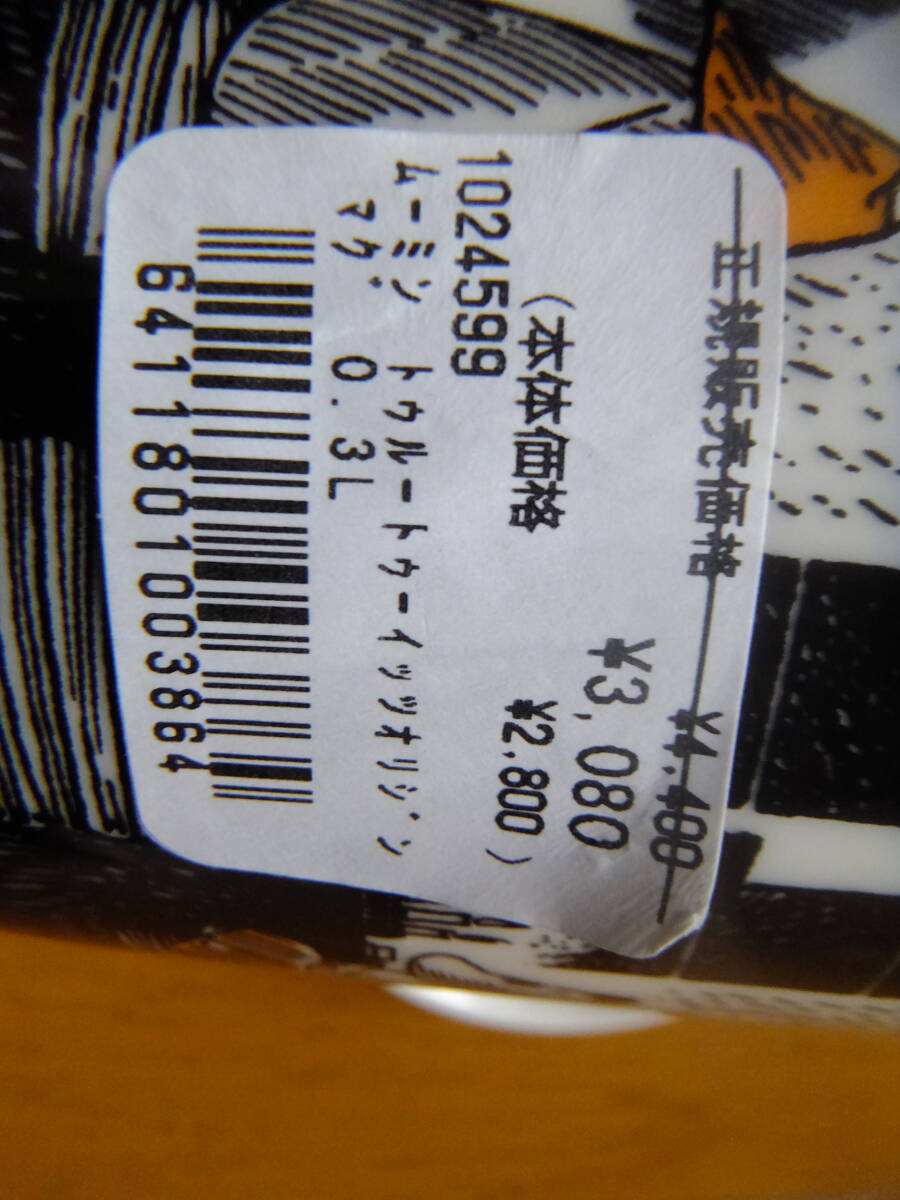 正規販売価格 ¥4,400
¥3,080
(本体価格 ¥2,800)
1024599
ムーミン トゥルートゥーイッツオリジン
マグ 0.3L
6411801003864